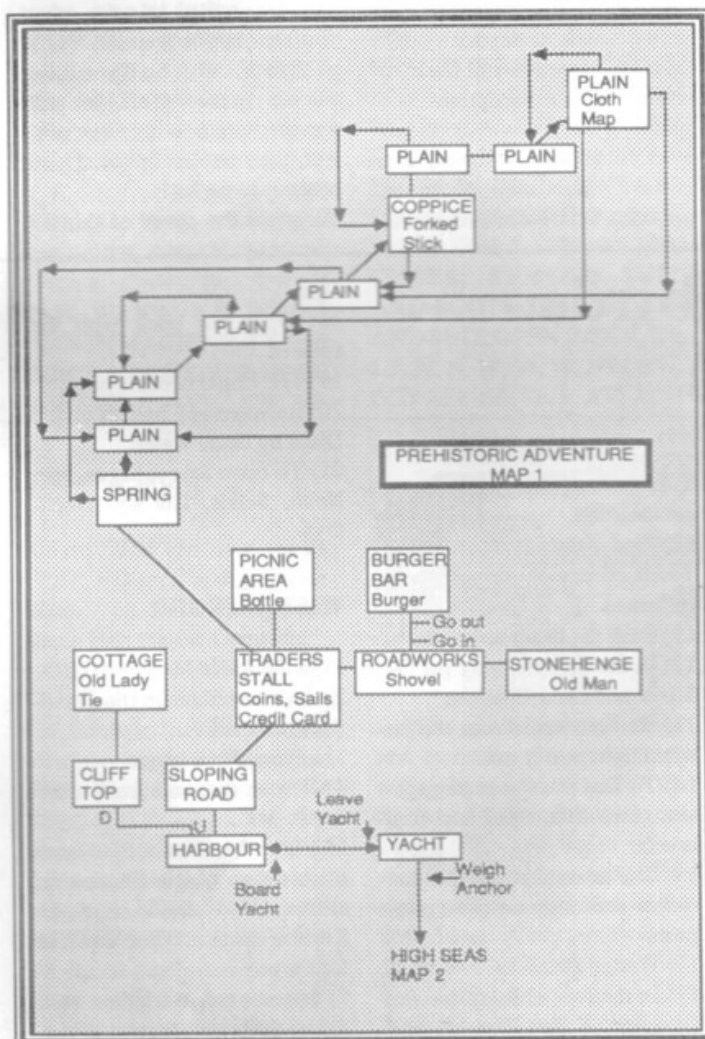 PLAIN
Cloth
Map
PLAIN
PLAIN
COPPICE
Forked
Stick
PLAIN
PLAIN
PLAIN
PLAIN
PREHISTORIC ADVENTURE
MAP 1
SPRING
PICNIC
AREA
Bottle
BURGER
BAR
Burger
Go out
Go in
COTTAGE
Old Lady
Tie
TRADERS
STALL
Coins, Sails
Credit Card
ROADWORKS
Shovel
STONEHENGE
Old Man
CLIFF
TOP
SLOPING
ROAD
D
U
Leave
Yacht
HARBOUR
YACHT
Board
Yacht
Weigh
Anchor
HIGH SEAS
MAP 2